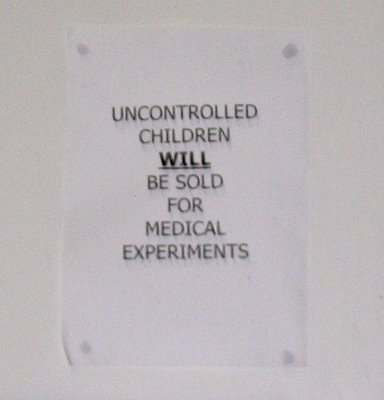 UNCONTROLLED
CHILDREN
WILL
BE SOLD
FOR
MEDICAL
EXPERIMENTS